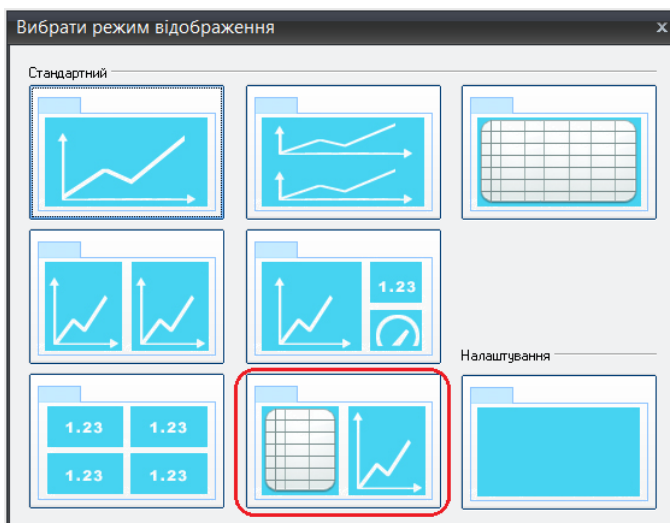 Вибрати режим відображення
x
Стандартний
1.23
Налаштування
1.23 1.23
1.23 1.23